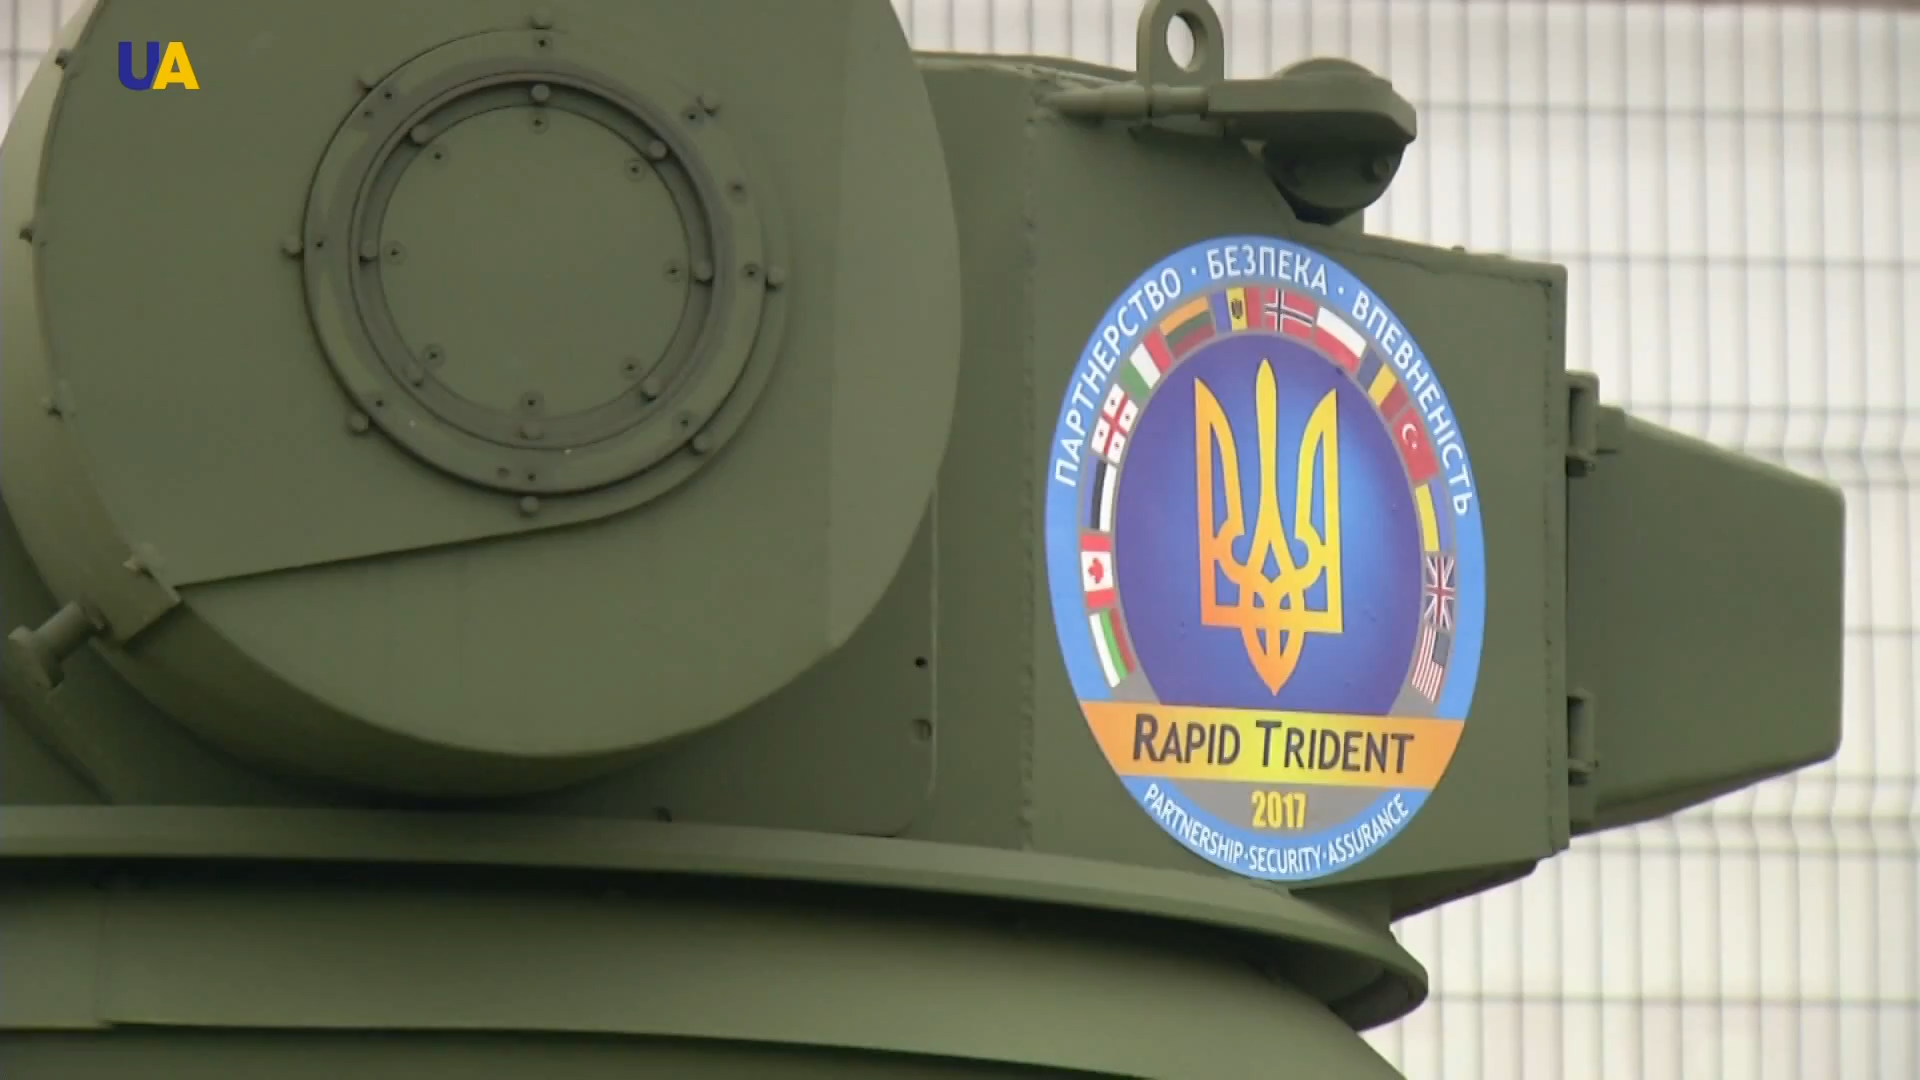 UA
ПАРТНЕРСТВО · БЕЗПЕКА · ВПЕВНЕНІСТЬ
RAPID TRIDENT
2017
PARTNERSHIP·SECURITY·ASSURANCE